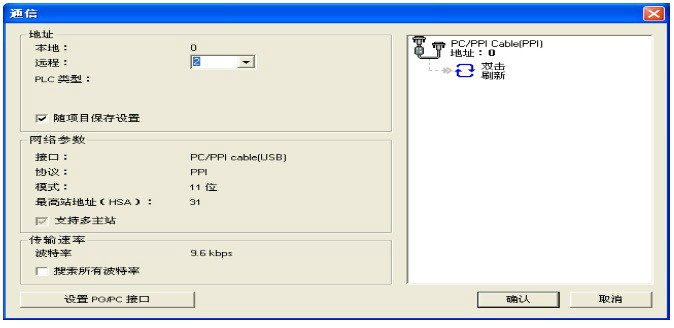 通信
地址
本地： 0
远程： 2
PLC 类型：
随项目保存设置
网络参数
接口： PC/PPI cable(USB)
协议： PPI
模式： 11 位
最高站地址（HSA）： 31
支持多主站
传输速率
波特率 9.6 kbps
搜索所有波特率
设置 PG/PC 接口
PC/PPI Cable(PPI)
地址：0
双击
刷新
确认
取消